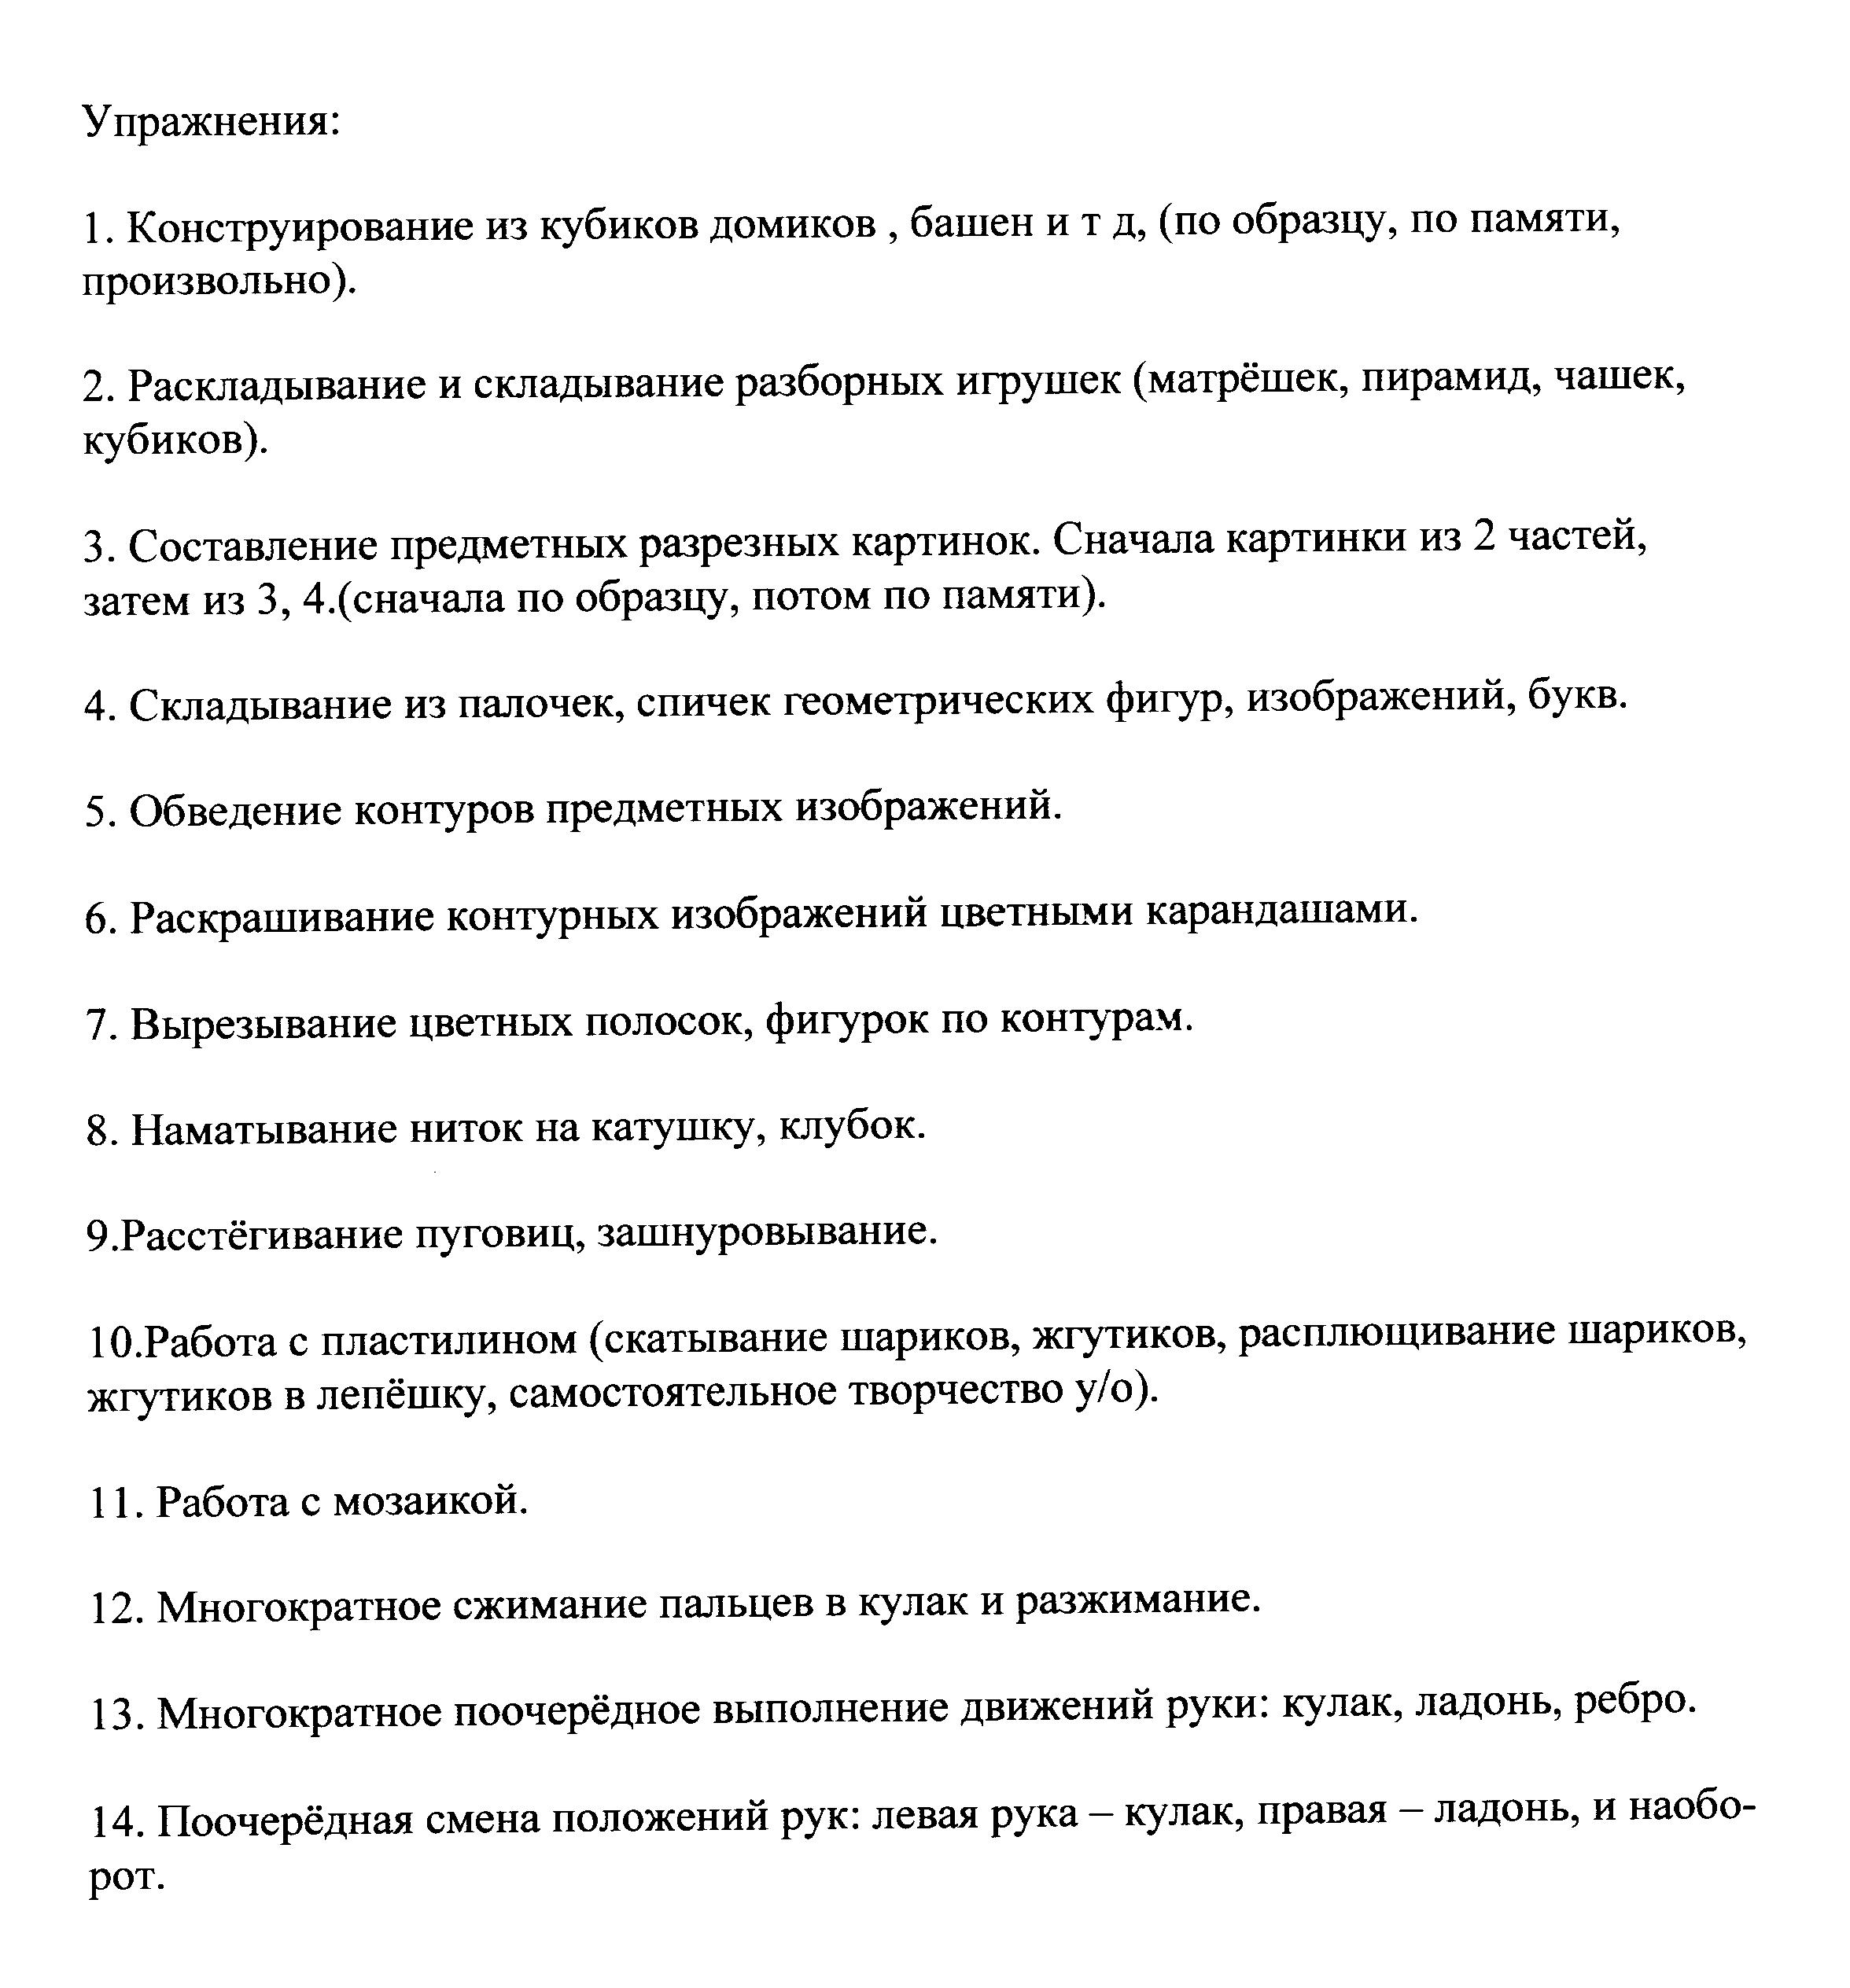 Упражнения:
1. Конструирование из кубиков домиков , башен и т д, (по образцу, по памяти,
произвольно).
2. Раскладывание и складывание разборных игрушек (матрёшек, пирамид, чашек,
кубиков).
3. Составление предметных разрезных картинок. Сначала картинки из 2 частей,
затем из 3, 4.(сначала по образцу, потом по памяти).
4. Складывание из палочек, спичек геометрических фигур, изображений, букв.
5. Обведение контуров предметных изображений.
6. Раскрашивание контурных изображений цветными карандашами.
7. Вырезывание цветных полосок, фигурок по контурам.
8. Наматывание ниток на катушку, клубок.
9.Расстёгивание пуговиц, зашнуровывание.
10.Работа с пластилином (скатывание шариков, жгутиков, расплющивание шариков,
жгутиков в лепёшку, самостоятельное творчество у/о).
11. Работа с мозаикой.
12. Многократное сжимание пальцев в кулак и разжимание.
13. Многократное поочерёдное выполнение движений руки: кулак, ладонь, ребро.
14. Поочерёдная смена положений рук: левая рука – кулак, правая – ладонь, и наобо-
рот.